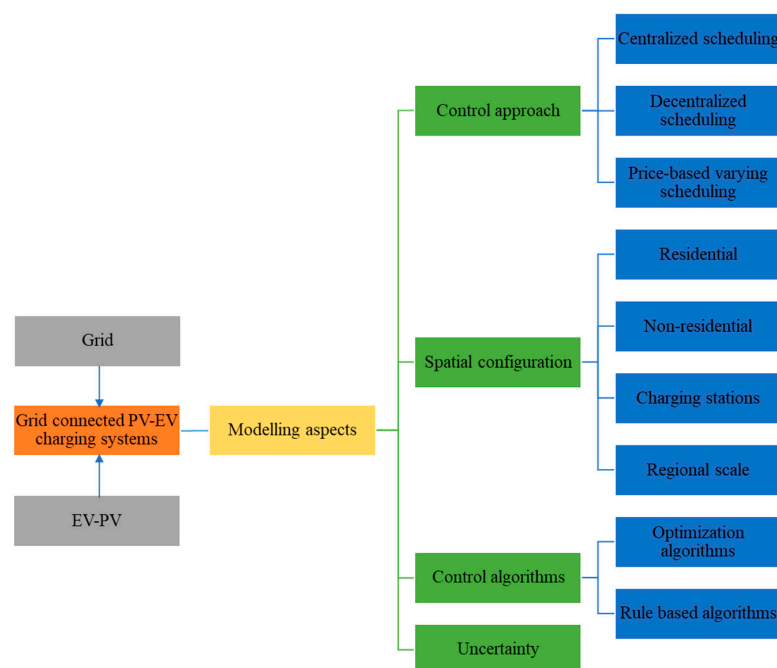 Grid
Grid connected PV-EV
charging systems
EV-PV
Modelling aspects
Control approach
Centralized scheduling
Decentralized
scheduling
Price-based varying
scheduling
Spatial configuration
Residential
Non-residential
Charging stations
Regional scale
Control algorithms
Optimization
algorithms
Rule based algorithms
Uncertainty